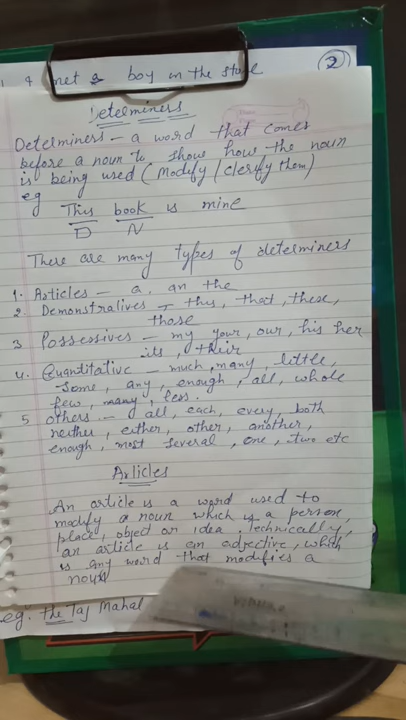 met a boy in the store
2
Determiners
Determiners - a word that comes
before a noun to show how the noun
is being used (Modify / Clerify them)
eg This book is mine
D N
There are many types of determiners
1. Articles - a, an the
2. Demonstralives - this, that, these,
those
3 Possessives - my your, our, his her
its, their
4. Quantitative - much, many, little,
some, any, enough, all, whole
few, many, less.
5 others - all, each, every, both
neither, either, other, another,
enough, most several, one, two etc
Articles
An article is a word used to
modify a noun which is a person,
place, object or idea. Technically,
an article is an adjective, which
is any word that modifies a
noun
eg: The Taj Mahal